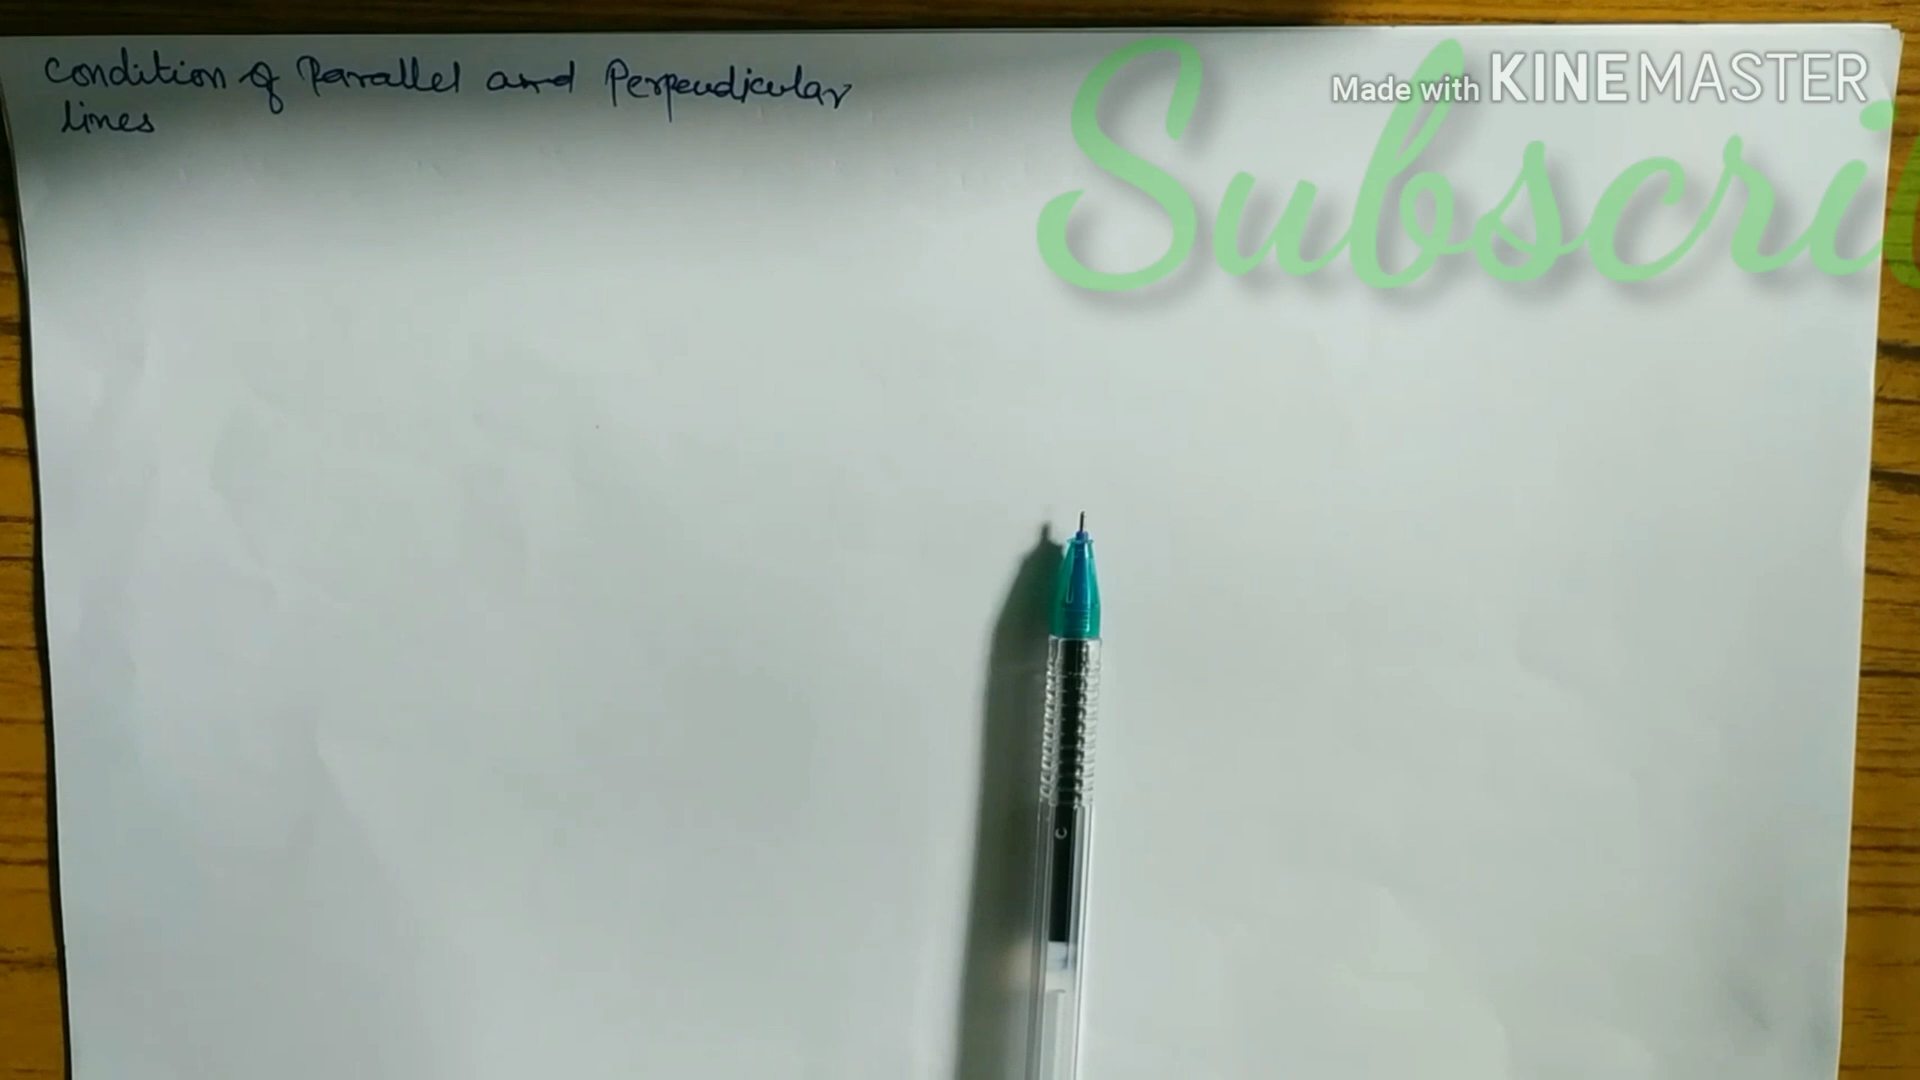 Condition of Parallel and Perpendicular
lines
Made with KINEMASTER
Subscri
C